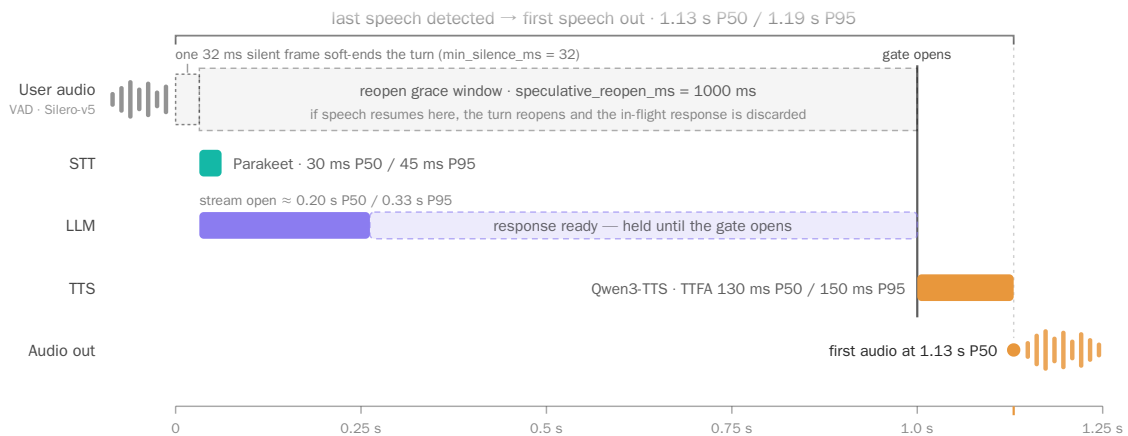 last speech detected → first speech out · 1.13 s P50 / 1.19 s P95
one 32 ms silent frame soft-ends the turn (min_silence_ms = 32)
gate opens
User audio
VAD · Silero-v5
reopen grace window · speculative_reopen_ms = 1000 ms
if speech resumes here, the turn reopens and the in-flight response is discarded
STT
Parakeet · 30 ms P50 / 45 ms P95
stream open ≈ 0.20 s P50 / 0.33 s P95
LLM
response ready — held until the gate opens
TTS
Qwen3-TTS · TTFA 130 ms P50 / 150 ms P95
Audio out
first audio at 1.13 s P50
0
0.25 s
0.5 s
0.75 s
1.0 s
1.25 s